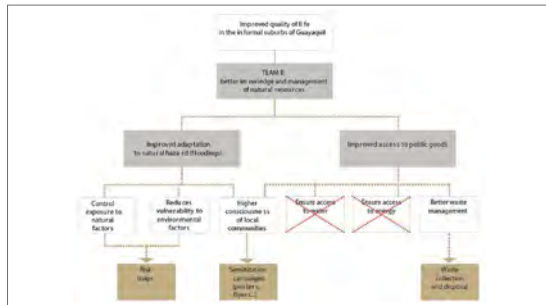 Improved quality of life
in the informal suburbs of Guayaquil
TEAM B:
better knowledge and management
of natural resources
Improved adaptation
to natural hazard (floodings)
Improved access to public goods
Control
exposure to
natural
factors
Reduces
vulnerability to
environmental
factors
Higher
consciousness
of local
communities
Ensure access
to water
Ensure access
to energy
Better waste
management
Risk
maps
Sensitization
campaigns
(posters,
flyers...)
Waste
collection
and disposal